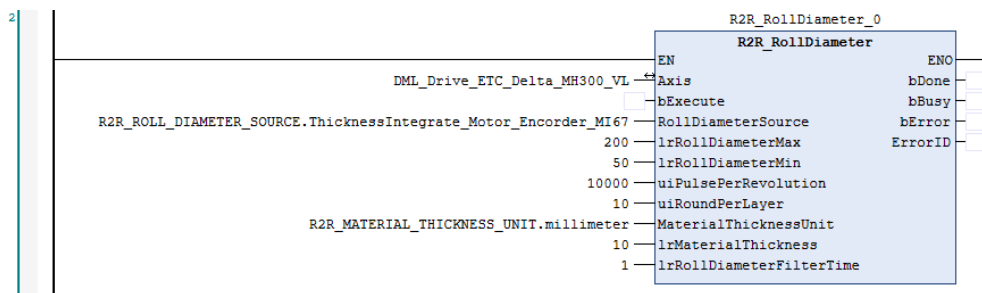 2
R2R_RollDiameter_0
R2R_RollDiameter
EN ENO
DML_Drive_ETC_Delta_MH300_VL Axis bDone
bExecute bBusy
R2R_ROLL_DIAMETER_SOURCE.ThicknessIntegrate_Motor_Encorder_MI67 RollDiameterSource bError
200 lrRollDiameterMax ErrorID
50 lrRollDiameterMin
10000 uiPulsePerRevolution
10 uiRoundPerLayer
R2R_MATERIAL_THICKNESS_UNIT.millimeter MaterialThicknessUnit
10 lrMaterialThickness
1 lrRollDiameterFilterTime